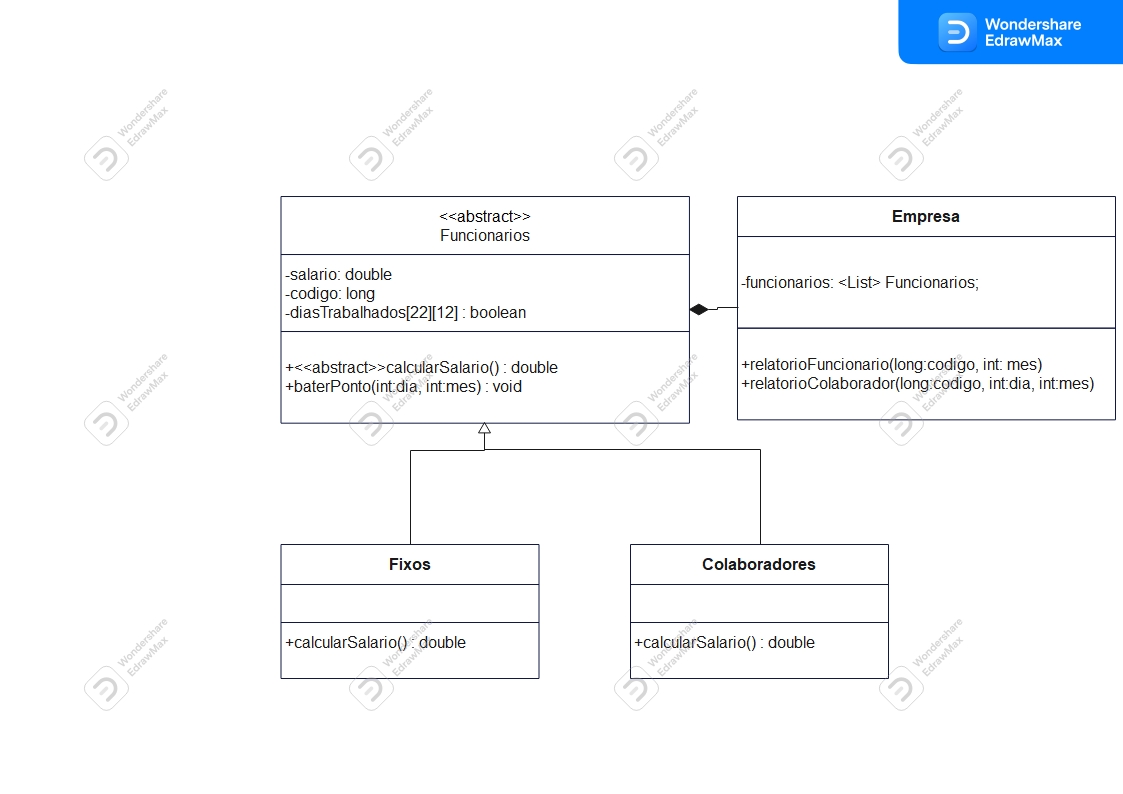 Wondershare
EdrawMax
Wondershare
EdrawMax
Wondershare
EdrawMax
Wondershare
EdrawMax
Wondershare
EdrawMax
<<abstract>>
Funcionarios
-salario: double
-codigo: long
-diasTrabalhados[22][12] : boolean
+<<abstract>>calcularSalario() : double
+baterPonto(int:dia, int:mes) : void
Empresa
-funcionarios: <List> Funcionarios;
+relatorioFuncionario(long:codigo, int: mes)
+relatorioColaborador(long:codigo, int:dia, int:mes)
Wondershare
EdrawMax
Wondershare
EdrawMax
Wondershare
EdrawMax
Wondershare
EdrawMax
Fixos
+calcularSalario() : double
Colaboradores
+calcularSalario() : double
Wondershare
EdrawMax
Wondershare
EdrawMax
Wondershare
EdrawMax
Wondershare
EdrawMax